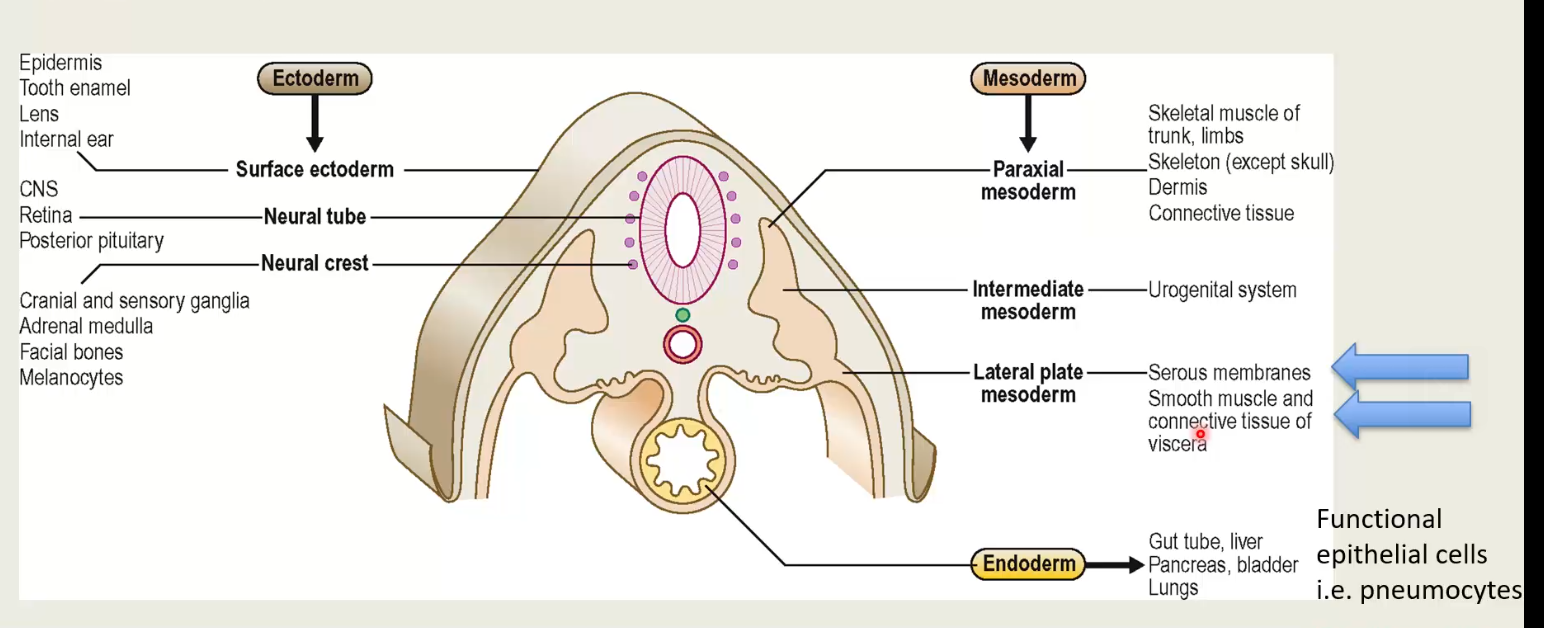 Epidermis
Tooth enamel
Lens
Internal ear
Ectoderm
Surface ectoderm
CNS
Retina
Posterior pituitary
Neural tube
Neural crest
Cranial and sensory ganglia
Adrenal medulla
Facial bones
Melanocytes
Mesoderm
Paraxial
mesoderm
Skeletal muscle of
trunk, limbs
Skeleton (except skull)
Dermis
Connective tissue
Intermediate
mesoderm
Urogenital system
Lateral plate
mesoderm
Serous membranes
Smooth muscle and
connective tissue of
viscera
Endoderm
Gut tube, liver
Pancreas, bladder
Lungs
Functional
epithelial cells
i.e. pneumocytes